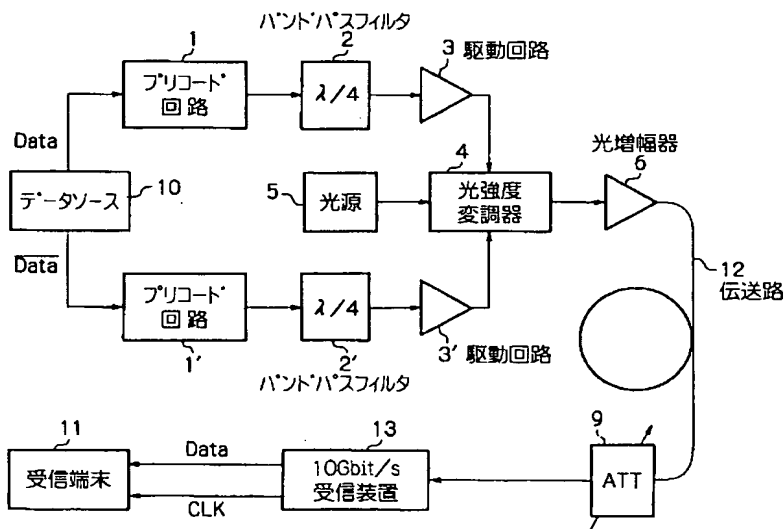 バンドパスフィルタ
1
2
3 駆動回路
プリコード
回路
λ/4
Data
4
光増幅器
6
データソース
10
5
光源
光強度
変調器
Data
12
伝送路
プリコード
回路
λ/4
1'
2'
3' 駆動回路
バンドパスフィルタ
11
13
9
受信端末
Data
CLK
10Gbit/s
受信装置
ATT